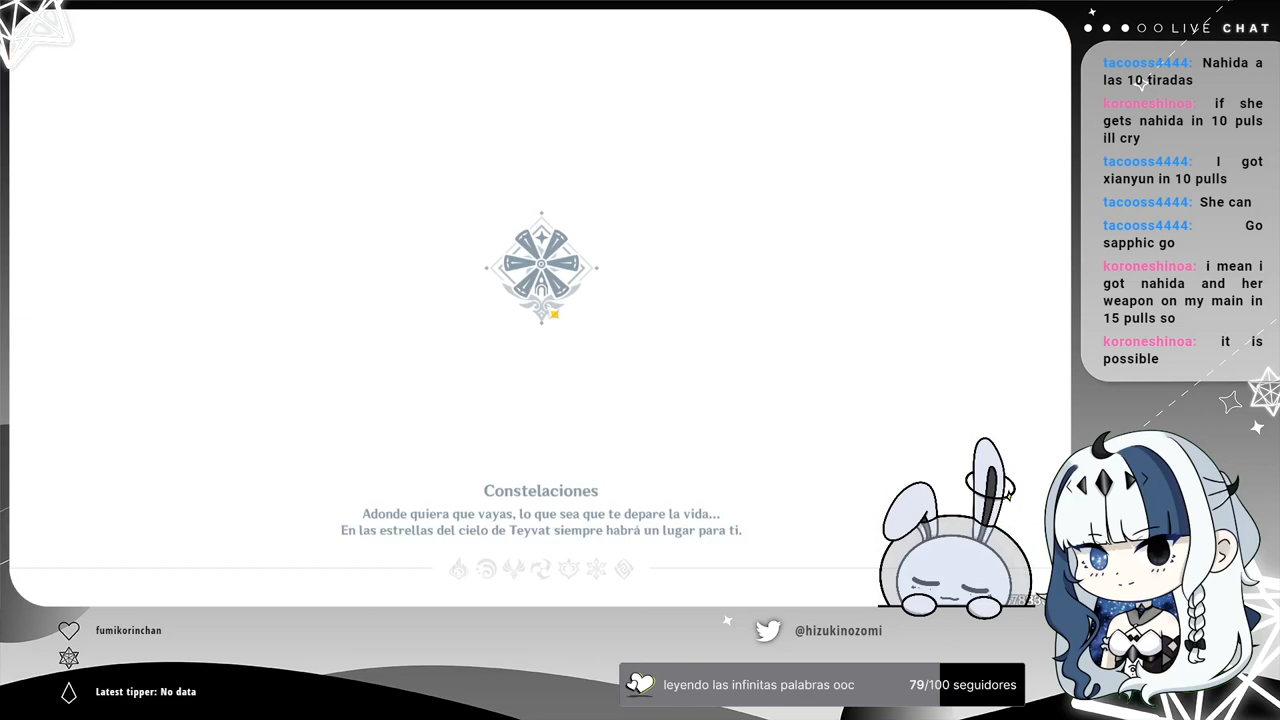 LIVE CHAT
tacooss4444: Nahida a
las 10 tiradas
koroneshinoa: if she
gets nahida in 10 puls
ill cry
tacooss4444: I got
xianyun in 10 pulls
tacooss4444: She can
tacooss4444: Go
sapphic go
koroneshinoa: i mean i
got nahida and her
weapon on my main in
15 pulls so
koroneshinoa: it is
possible
Constelaciones
Adonde quiera que vayas, lo que sea que te depare la vida...
En las estrellas del cielo de Teyvat siempre habrá un lugar para ti.
fumikorinchan
@hizukinozomi
Latest tipper: No data
leyendo las infinitas palabras ooc 79/100 seguidores